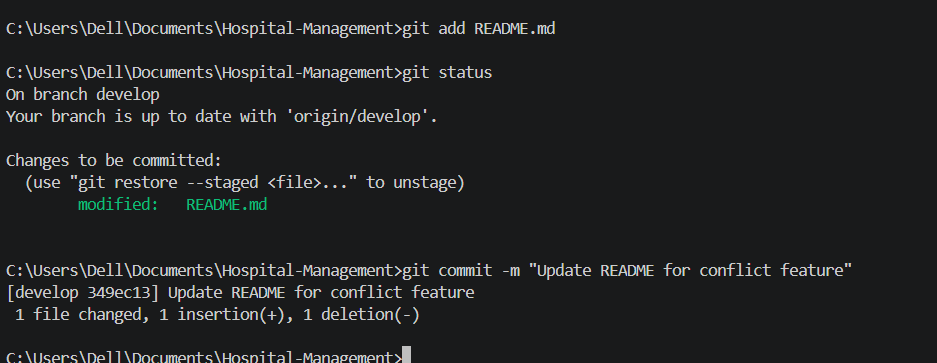 C:\Users\Dell\Documents\Hospital-Management>git add README.md
C:\Users\Dell\Documents\Hospital-Management>git status
On branch develop
Your branch is up to date with 'origin/develop'.
Changes to be committed:
  (use "git restore --staged <file>..." to unstage)
        modified:   README.md
C:\Users\Dell\Documents\Hospital-Management>git commit -m "Update README for conflict feature"
[develop 349ec13] Update README for conflict feature
 1 file changed, 1 insertion(+), 1 deletion(-)
C:\Users\Dell\Documents\Hospital-Management>